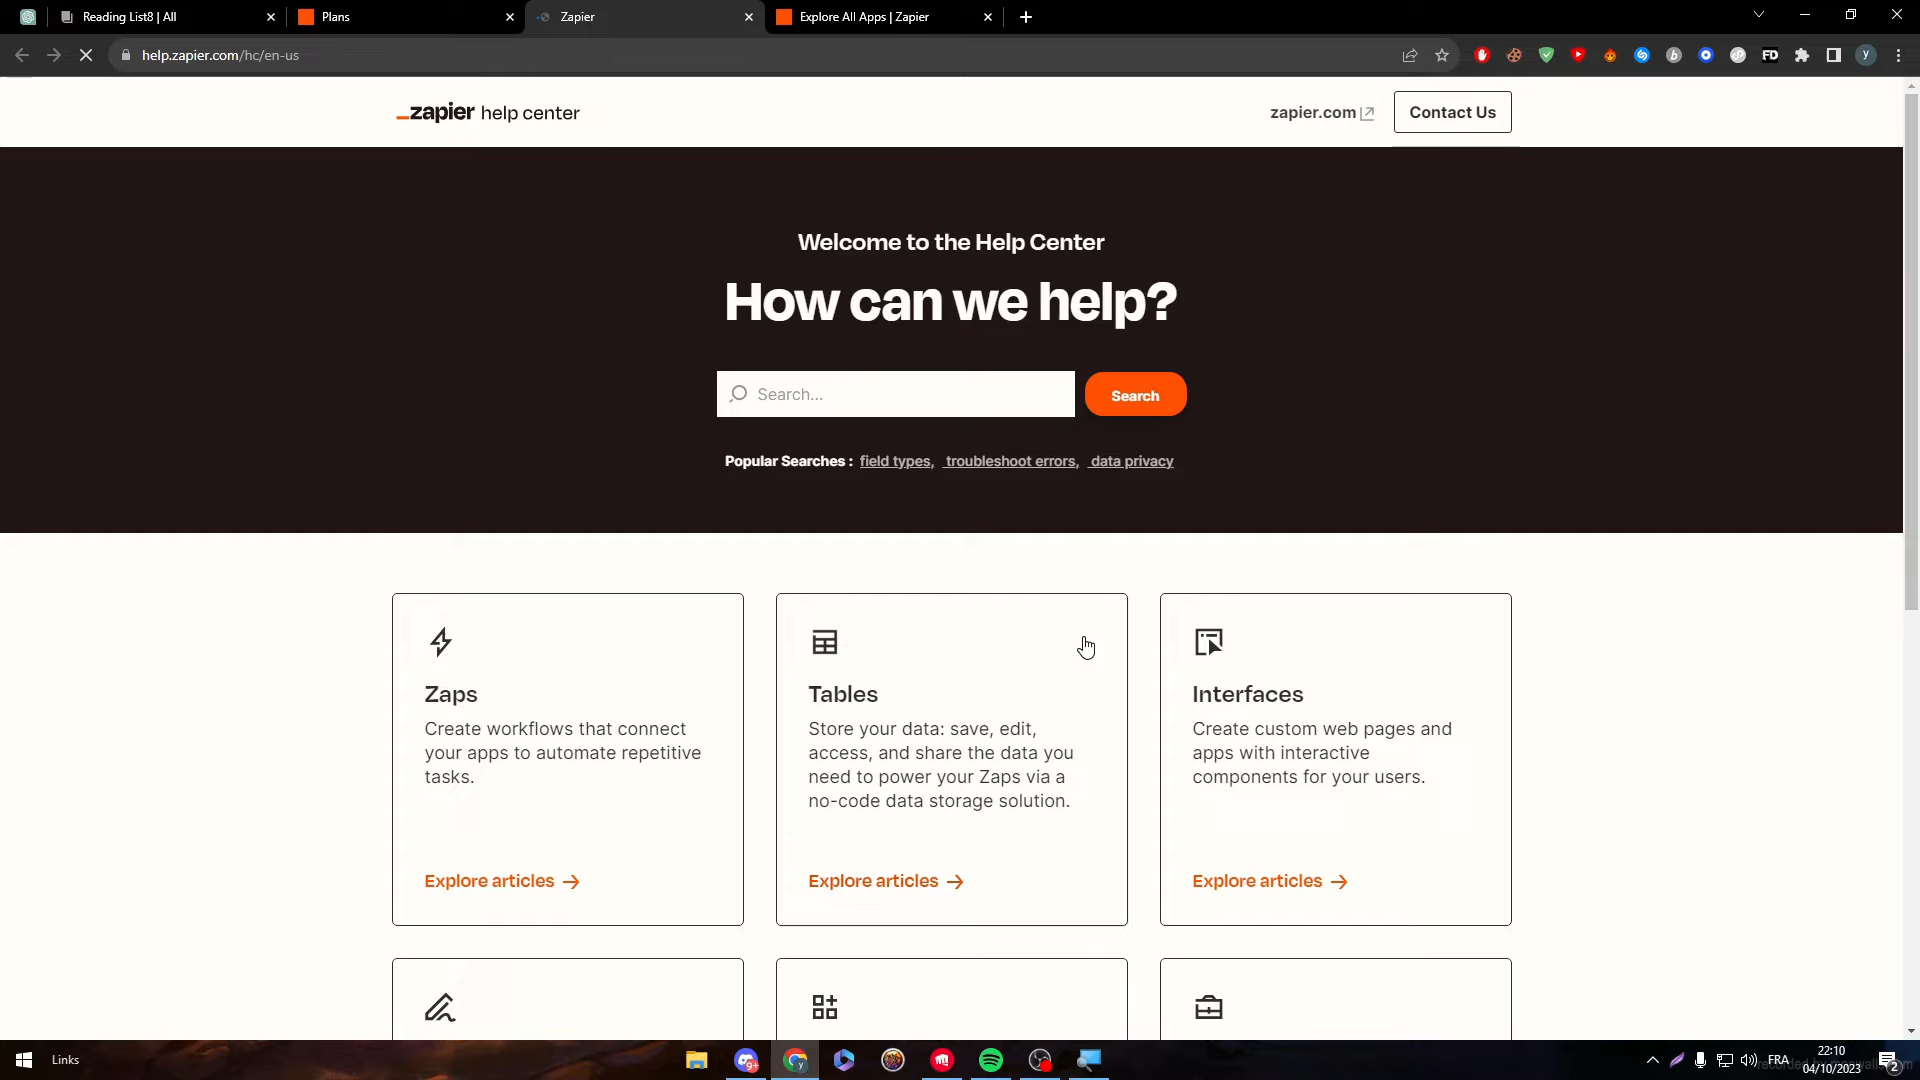 Reading List8 | All
Plans
Zapier
Explore All Apps | Zapier
help.zapier.com/hc/en-us
FD
y
zapier help center
zapier.com
Contact Us
Welcome to the Help Center
How can we help?
Search...
Search
Popular Searches : field types, troubleshoot errors, data privacy
Zaps
Create workflows that connect
your apps to automate repetitive
tasks.
Explore articles →
Tables
Store your data: save, edit,
access, and share the data you
need to power your Zaps via a
no-code data storage solution.
Explore articles →
Interfaces
Create custom web pages and
apps with interactive
components for your users.
Explore articles →
Links
FRA
22:10
04/10/2023
2